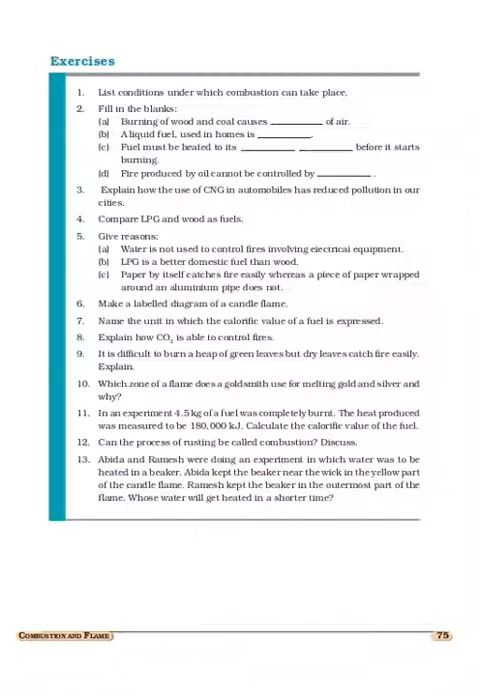 Exercises
1. List conditions under which combustion can take place.
2. Fill in the blanks:
(a) Burning of wood and coal causes __________ of air.
(b) A liquid fuel, used in homes is __________.
(c) Fuel must be heated to its __________ __________ before it starts
burning.
(d) Fire produced by oil cannot be controlled by __________ .
3. Explain how the use of CNG in automobiles has reduced pollution in our
cities.
4. Compare LPG and wood as fuels.
5. Give reasons:
(a) Water is not used to control fires involving electrical equipment.
(b) LPG is a better domestic fuel than wood.
(c) Paper by itself catches fire easily whereas a piece of paper wrapped
around an aluminium pipe does not.
6. Make a labelled diagram of a candle flame.
7. Name the unit in which the calorific value of a fuel is expressed.
8. Explain how CO₂ is able to control fires.
9. It is difficult to burn a heap of green leaves but dry leaves catch fire easily.
Explain.
10. Which zone of a flame does a goldsmith use for melting gold and silver and
why?
11. In an experiment 4.5 kg of a fuel was completely burnt. The heat produced
was measured to be 180,000 kJ. Calculate the calorific value of the fuel.
12. Can the process of rusting be called combustion? Discuss.
13. Abida and Ramesh were doing an experiment in which water was to be
heated in a beaker. Abida kept the beaker near the wick in the yellow part
of the candle flame. Ramesh kept the beaker in the outermost part of the
flame. Whose water will get heated in a shorter time?
COMBUSTION AND FLAME 75